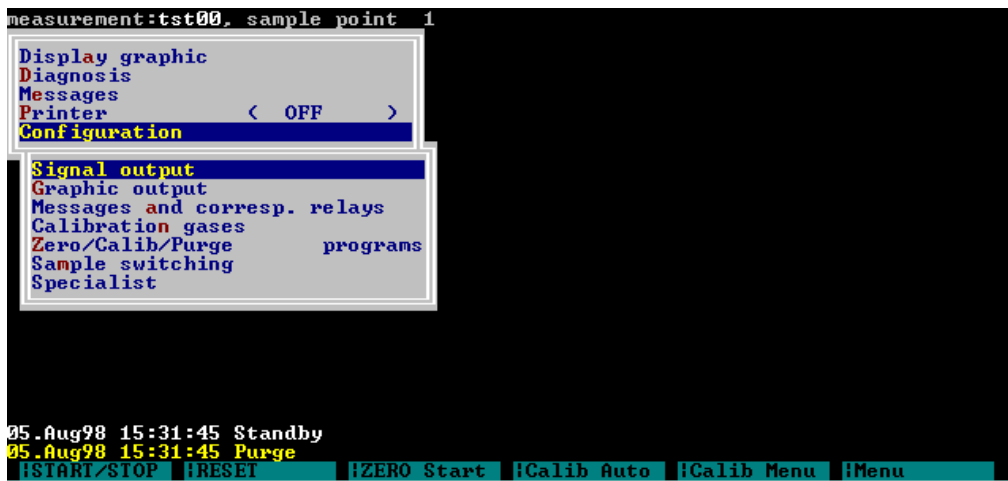 measurement:tst00, sample point 1
Display graphic
Diagnosis
Messages
Printer < OFF >
Configuration
Signal output
Graphic output
Messages and corresp. relays
Calibration gases
Zero/Calib/Purge programs
Sample switching
Specialist
05.Aug98 15:31:45 Standby
05.Aug98 15:31:45 Purge
¦START/STOP ¦RESET ¦ZERO Start ¦Calib Auto ¦Calib Menu ¦Menu